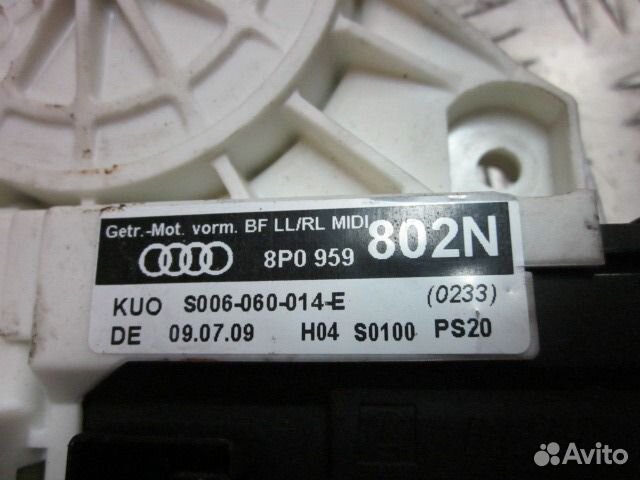 Getr.-Mot. vorm. BF LL/RL MIDI
8P0 959 802N
KUO S006-060-014-E (0233)
DE 09.07.09 H04 S0100 PS20
Avito